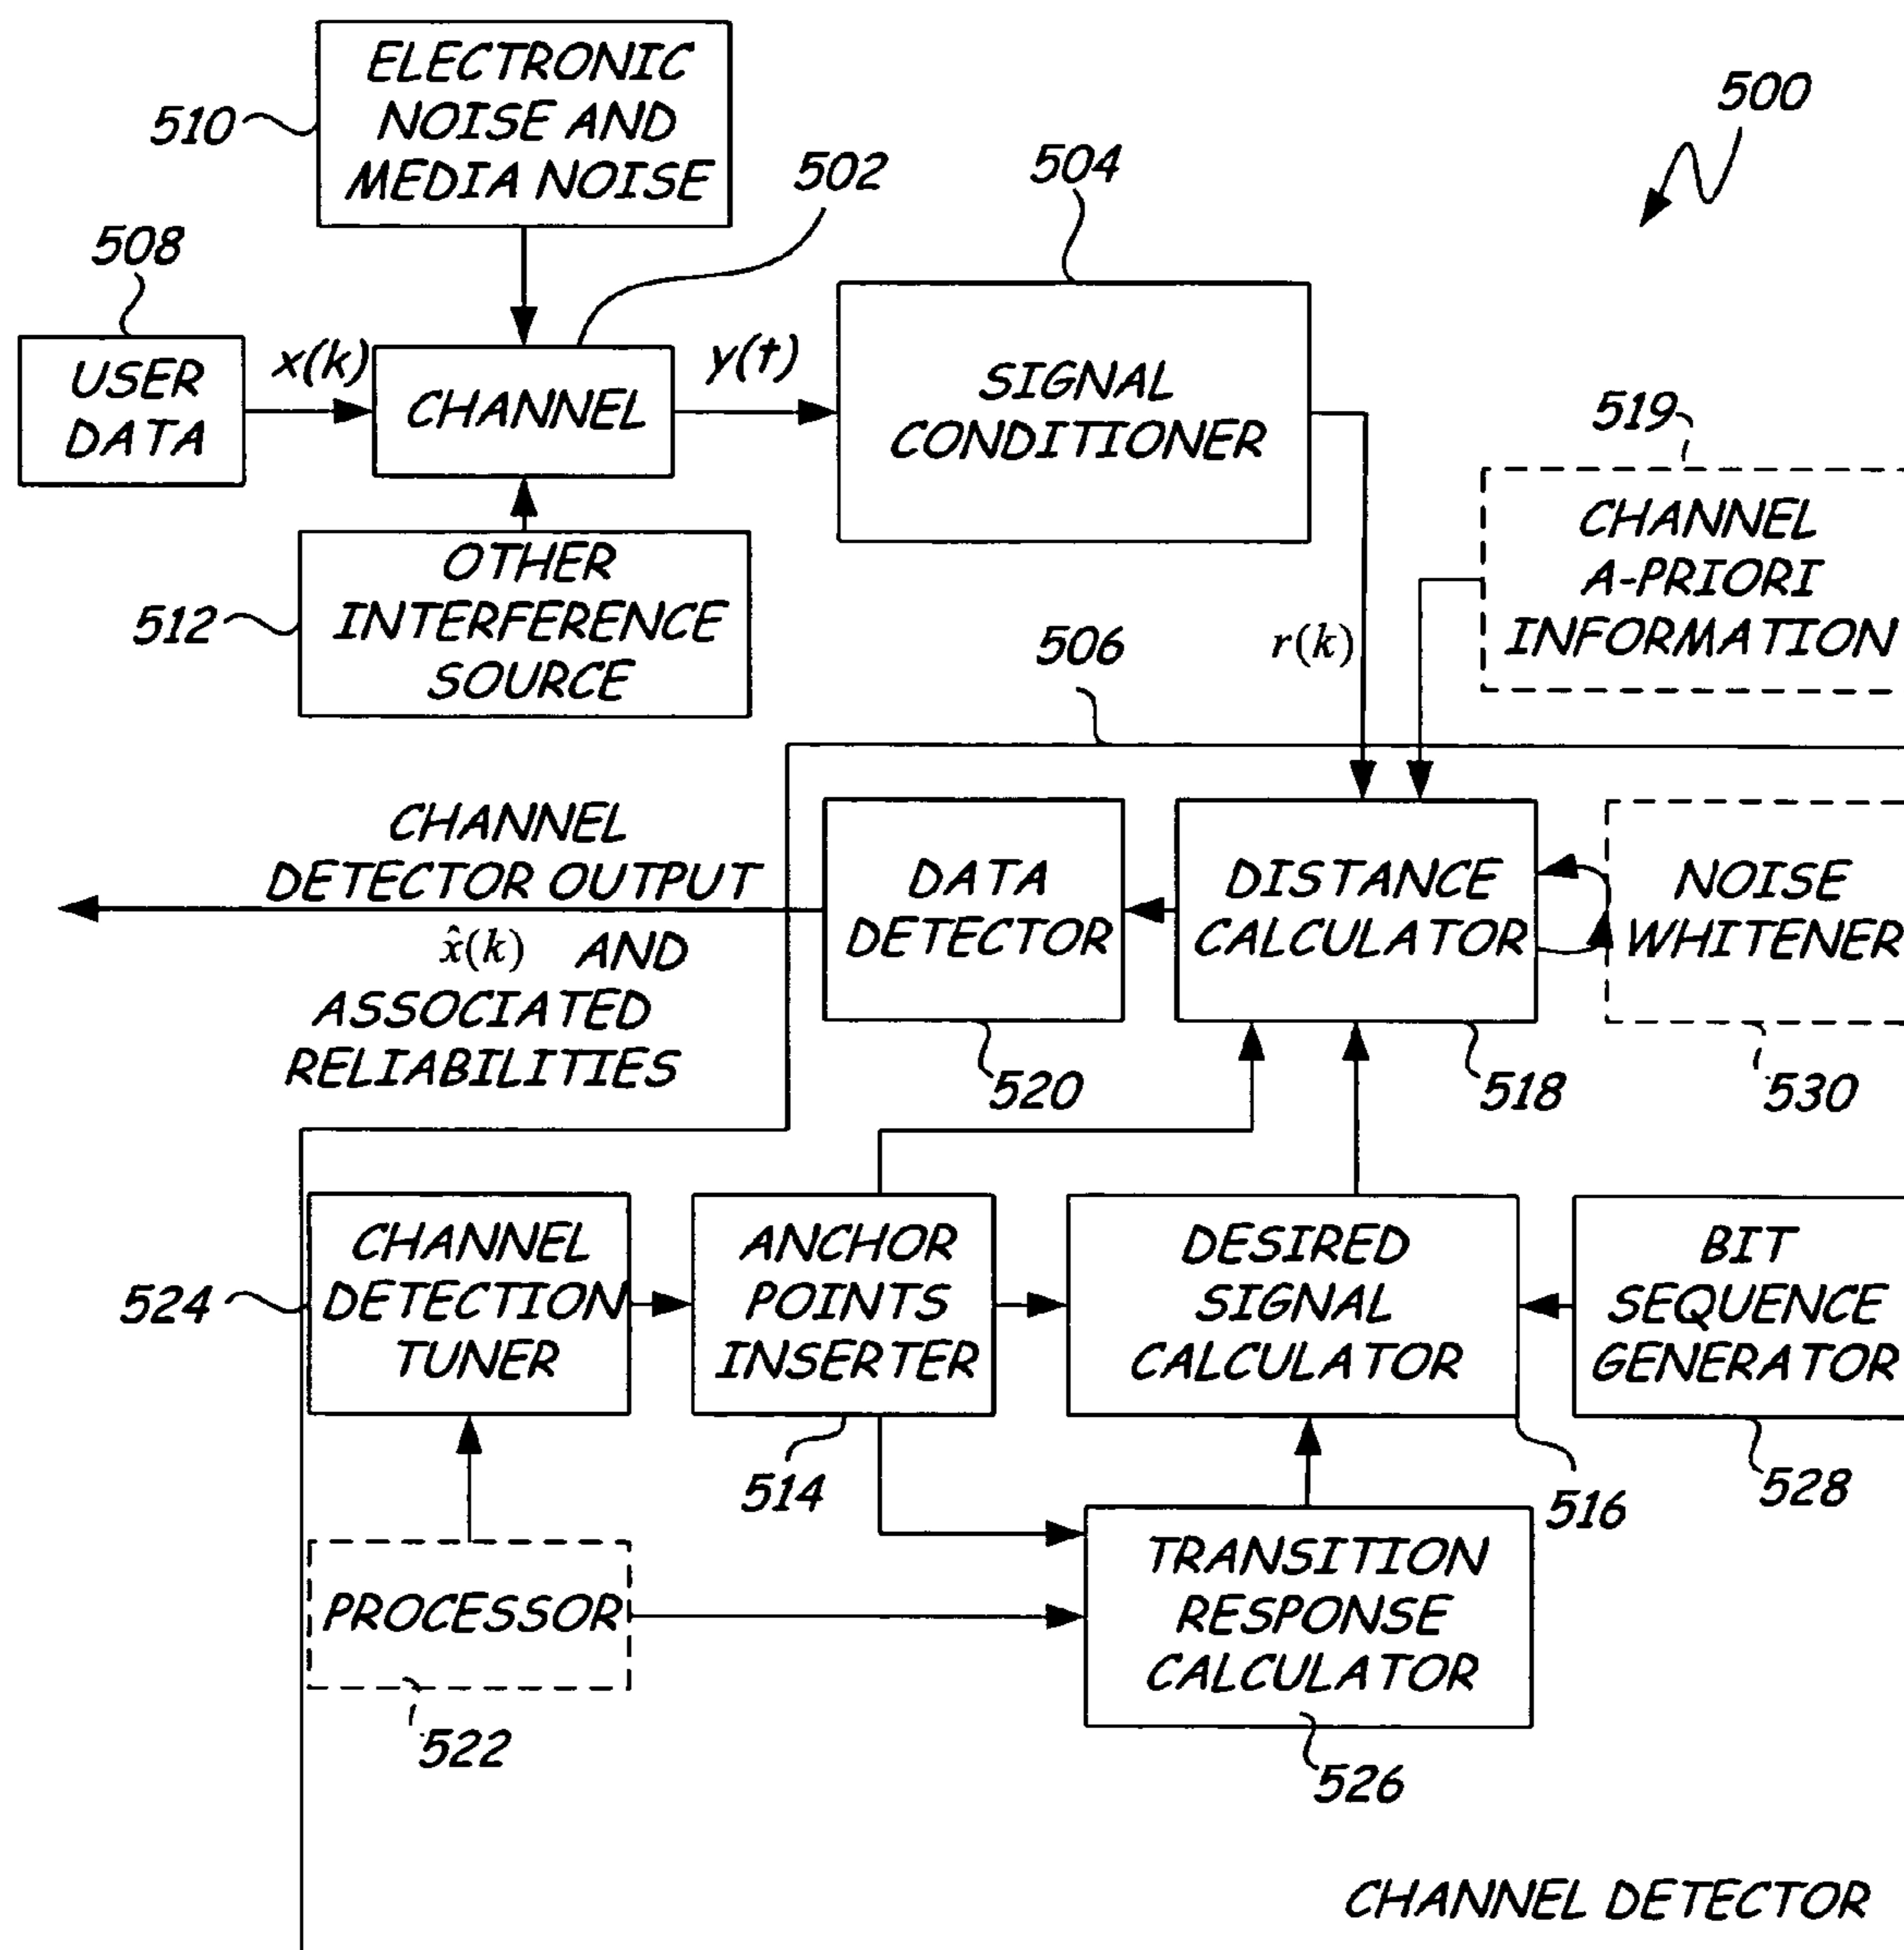 500
510
ELECTRONIC
NOISE AND
MEDIA NOISE
502
504
508
USER
DATA
x(k)
CHANNEL
y(t)
SIGNAL
CONDITIONER
519
CHANNEL
A-PRIORI
INFORMATION
512
OTHER
INTERFERENCE
SOURCE
506
r(k)
CHANNEL
DETECTOR OUTPUT
x̂(k) AND
ASSOCIATED
RELIABILITIES
DATA
DETECTOR
520
DISTANCE
CALCULATOR
518
NOISE
WHITENER
530
524
CHANNEL
DETECTION
TUNER
ANCHOR
POINTS
INSERTER
514
DESIRED
SIGNAL
CALCULATOR
516
BIT
SEQUENCE
GENERATOR
528
PROCESSOR
522
TRANSITION
RESPONSE
CALCULATOR
526
CHANNEL DETECTOR